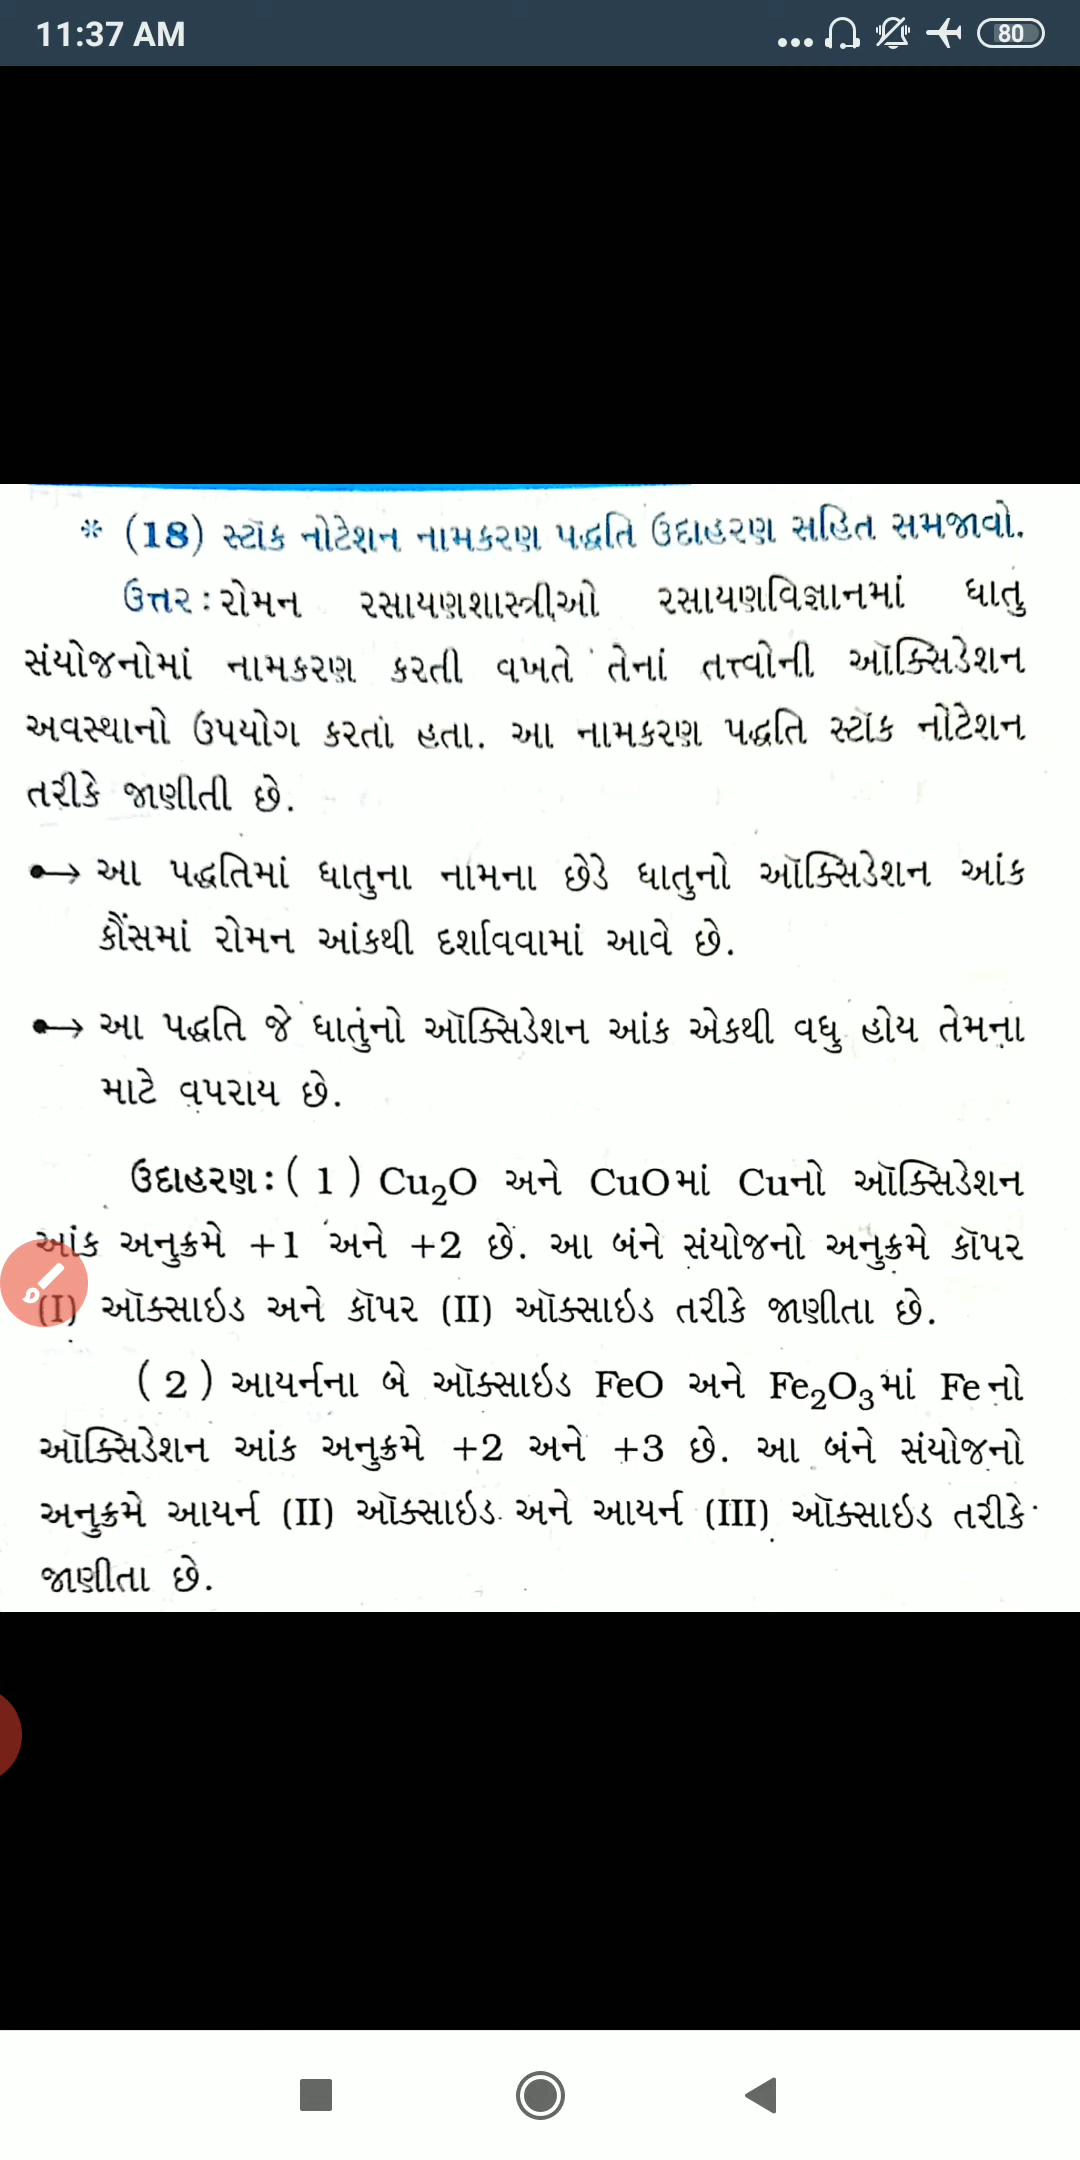 11:37 AM
80
* (18) સ્ટૉક નોટેશન નામકરણ પદ્ધતિ ઉદાહરણ સહિત સમજાવો.
ઉત્તર : રોમન રસાયણશાસ્ત્રીઓ રસાયણવિજ્ઞાનમાં ધાતુ
સંયોજનોમાં નામકરણ કરતી વખતે તેનાં તત્ત્વોની ઑક્સિડેશન
અવસ્થાનો ઉપયોગ કરતાં હતા. આ નામકરણ પદ્ધતિ સ્ટૉક નોટેશન
તરીકે જાણીતી છે.
આ પદ્ધતિમાં ધાતુના નામના છેડે ધાતુનો ઑક્સિડેશન આંક
કૌંસમાં રોમન આંકથી દર્શાવવામાં આવે છે.
આ પદ્ધતિ જે ધાતુંનો ઑક્સિડેશન આંક એકથી વધુ હોય તેમના
માટે વપરાય છે.
ઉદાહરણ : ( 1 ) Cu₂O અને CuOમાં Cuનો ઑક્સિડેશન
આંક અનુક્રમે +1 અને +2 છે. આ બંને સંયોજનો અનુક્રમે કૉપર
(I) ઑક્સાઇડ અને કૉપર (II) ઑક્સાઇડ તરીકે જાણીતા છે.
( 2 ) આયર્નના બે ઑક્સાઇડ FeO અને Fe₂O₃માં Feનો
ઑક્સિડેશન આંક અનુક્રમે +2 અને +3 છે. આ બંને સંયોજનો
અનુક્રમે આયર્ન (II) ઑક્સાઇડ અને આયર્ન (III) ઑક્સાઇડ તરીકે
જાણીતા છે.